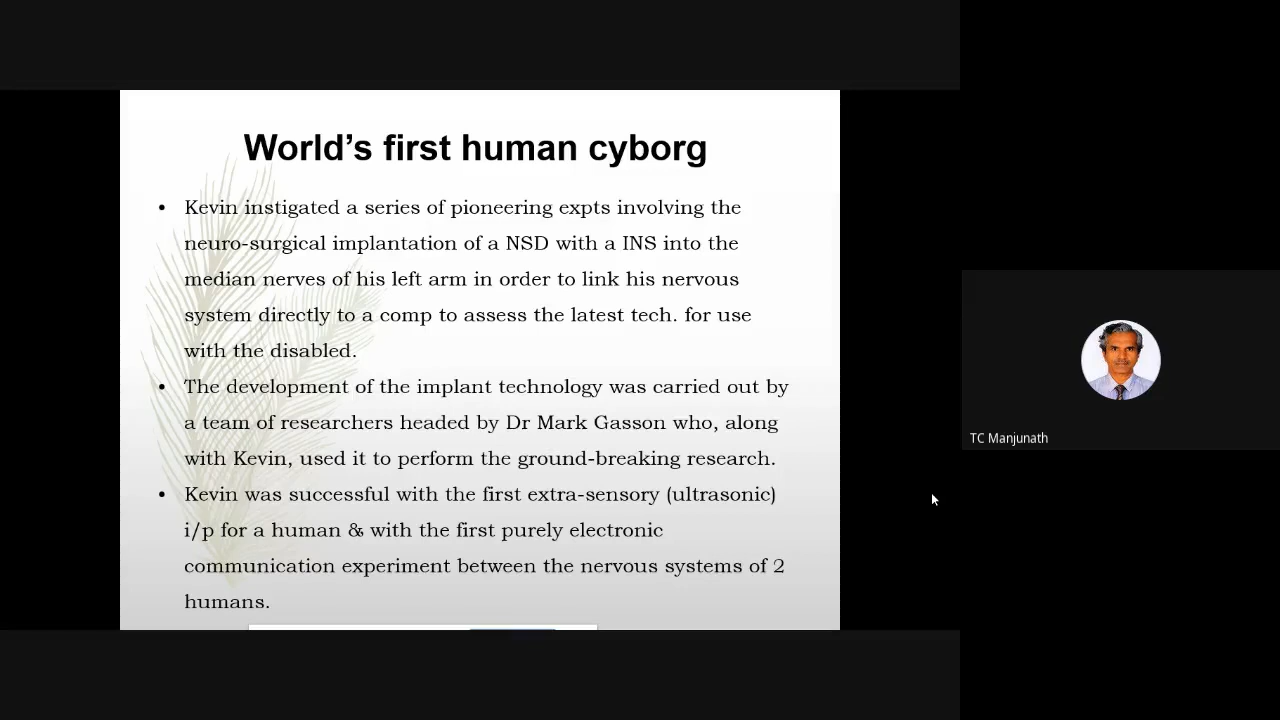 World's first human cyborg
• Kevin instigated a series of pioneering expts involving the
neuro-surgical implantation of a NSD with a INS into the
median nerves of his left arm in order to link his nervous
system directly to a comp to assess the latest tech. for use
with the disabled.
• The development of the implant technology was carried out by
a team of researchers headed by Dr Mark Gasson who, along
with Kevin, used it to perform the ground-breaking research.
• Kevin was successful with the first extra-sensory (ultrasonic)
i/p for a human & with the first purely electronic
communication experiment between the nervous systems of 2
humans.
TC Manjunath